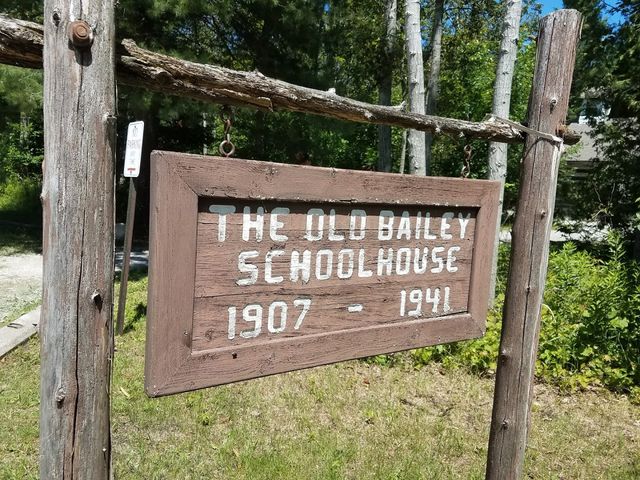 THE OLD BAILEY
SCHOOLHOUSE
1907 - 1941